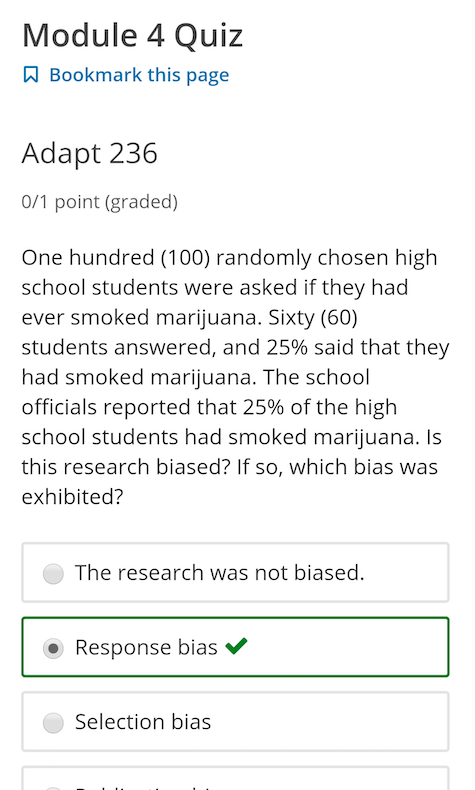 Module 4 Quiz
Bookmark this page
Adapt 236
0/1 point (graded)
One hundred (100) randomly chosen high
school students were asked if they had
ever smoked marijuana. Sixty (60)
students answered, and 25% said that they
had smoked marijuana. The school
officials reported that 25% of the high
school students had smoked marijuana. Is
this research biased? If so, which bias was
exhibited?
The research was not biased.
Response bias
Selection bias